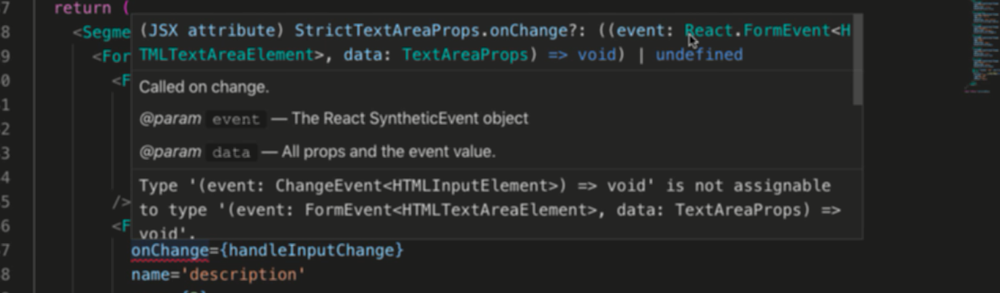 7 return (
8 <Segme
(JSX attribute) StrictTextAreaProps.onChange?: ((event: React.FormEvent<H
9 <For
TMLTextAreaElement>, data: TextAreaProps) => void) | undefined
0 <F
Called on change.
1
@param event — The React SyntheticEvent object
2
3
@param data — All props and the event value.
4
Type '(event: ChangeEvent<HTMLInputElement>) => void' is not assignable
5 />
to type '(event: FormEvent<HTMLTextAreaElement>, data: TextAreaProps) =>
6 <F
void'.
7 onChange={handleInputChange}
8 name='description'